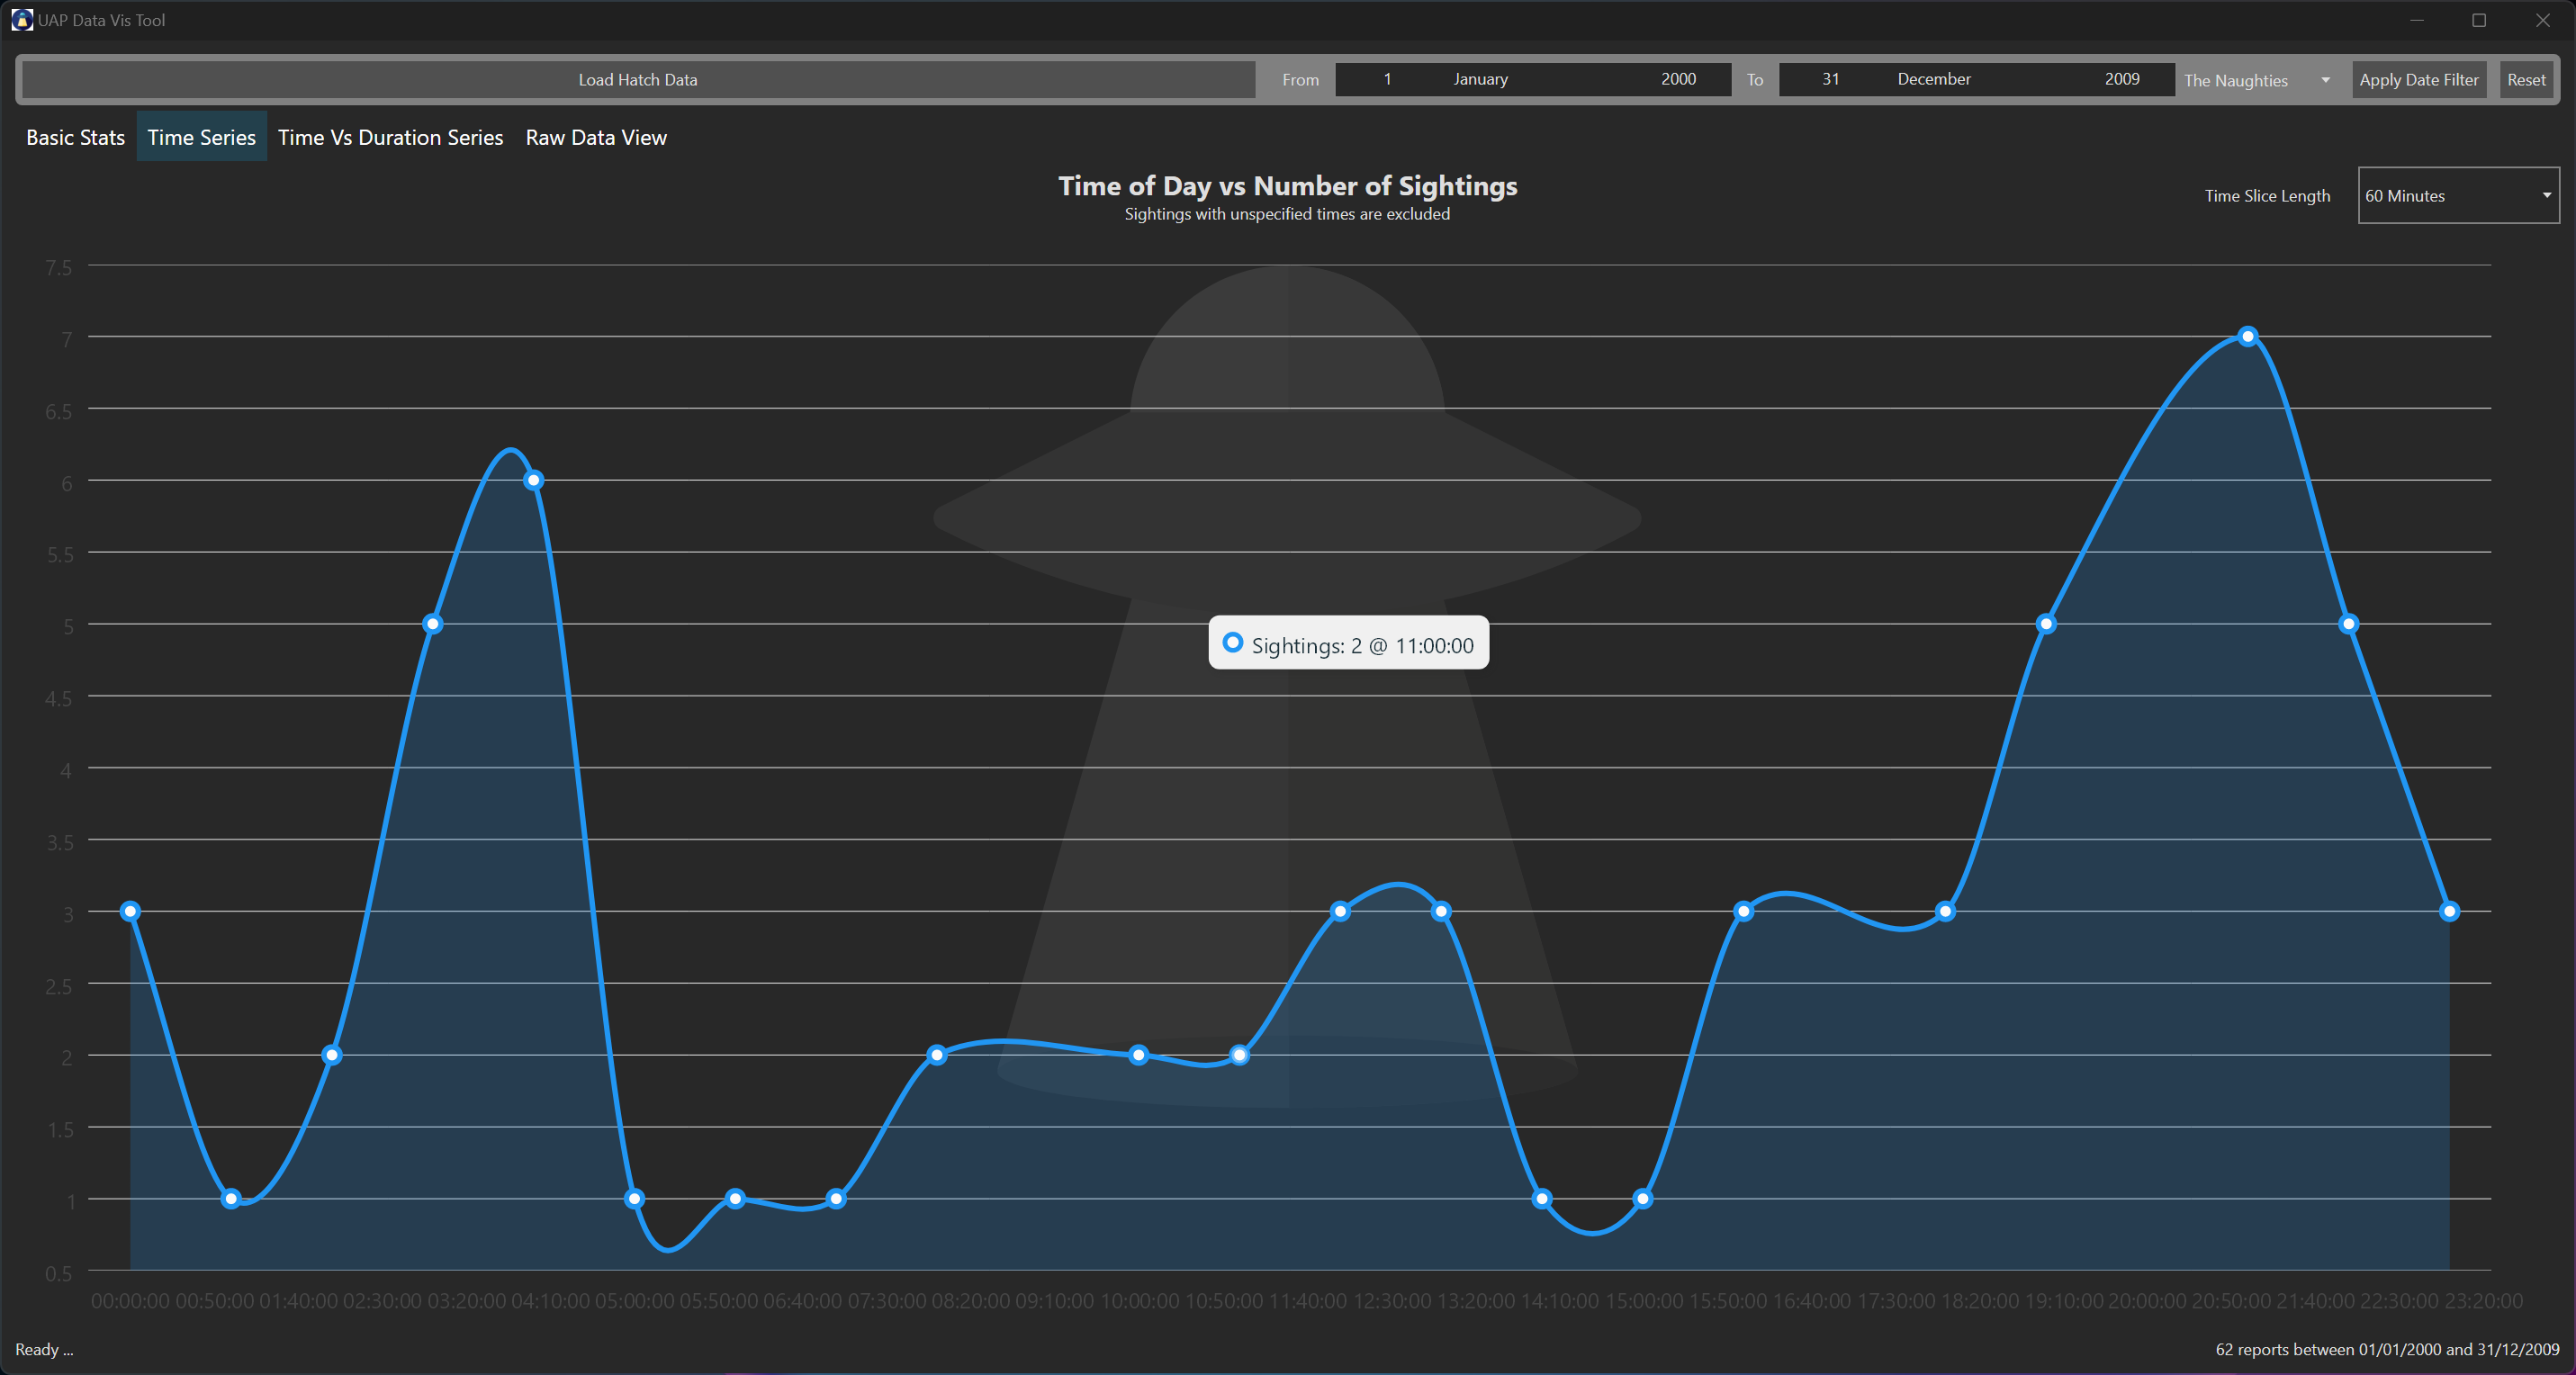 UAP Data Vis Tool
Load Hatch Data From 1 January 2000 To 31 December 2009 The Naughties Apply Date Filter Reset
Basic Stats Time Series Time Vs Duration Series Raw Data View
Time of Day vs Number of Sightings
Sightings with unspecified times are excluded
Time Slice Length 60 Minutes
7.5
7
6.5
6
5.5
5
Sightings: 2 @ 11:00:00
4.5
4
3.5
3
2.5
2
1.5
1
0.5
00:00:00 00:50:00 01:40:00 02:30:00 03:20:00 04:10:00 05:00:00 05:50:00 06:40:00 07:30:00 08:20:00 09:10:00 10:00:00 10:50:00 11:40:00 12:30:00 13:20:00 14:10:00 15:00:00 15:50:00 16:40:00 17:30:00 18:20:00 19:10:00 20:00:00 20:50:00 21:40:00 22:30:00 23:20:00
Ready ... 62 reports between 01/01/2000 and 31/12/2009